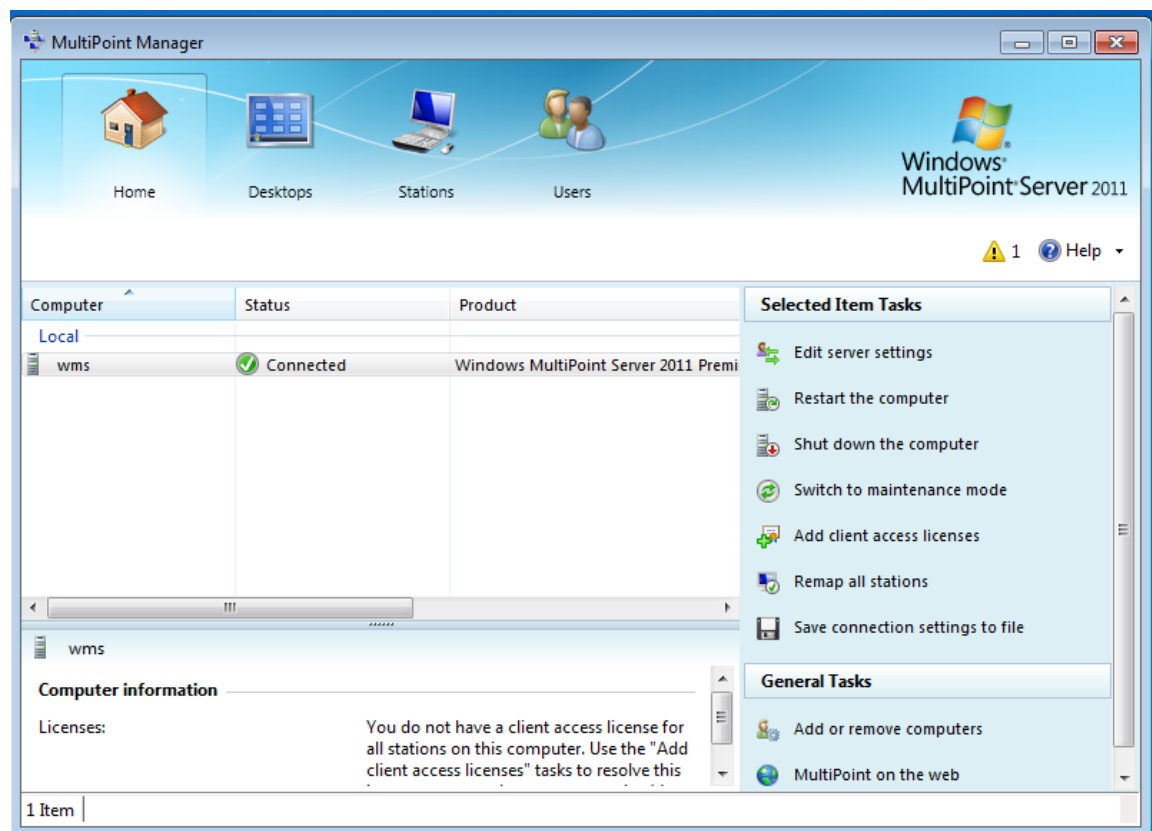 MultiPoint Manager
Home
Desktops
Stations
Users
Windows®
MultiPoint® Server 2011
1
Help
Computer
Status
Product
Local
wms
Connected
Windows MultiPoint Server 2011 Premi
wms
Computer information
Licenses:
You do not have a client access license for
all stations on this computer. Use the "Add
client access licenses" tasks to resolve this
1 Item
Selected Item Tasks
Edit server settings
Restart the computer
Shut down the computer
Switch to maintenance mode
Add client access licenses
Remap all stations
Save connection settings to file
General Tasks
Add or remove computers
MultiPoint on the web